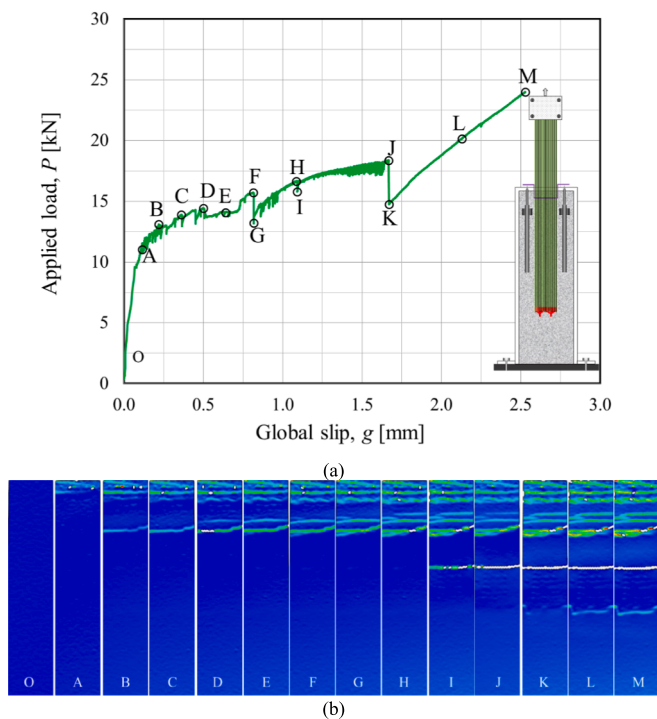 30
25
20
15
10
5
0
Applied load, P [kN]
M
L
J
K
H
I
F
G
D
E
C
B
A
O
0.0 0.5 1.0 1.5 2.0 2.5 3.0
Global slip, g [mm]
(a)
O A B C D E F G H I J K L M
(b)